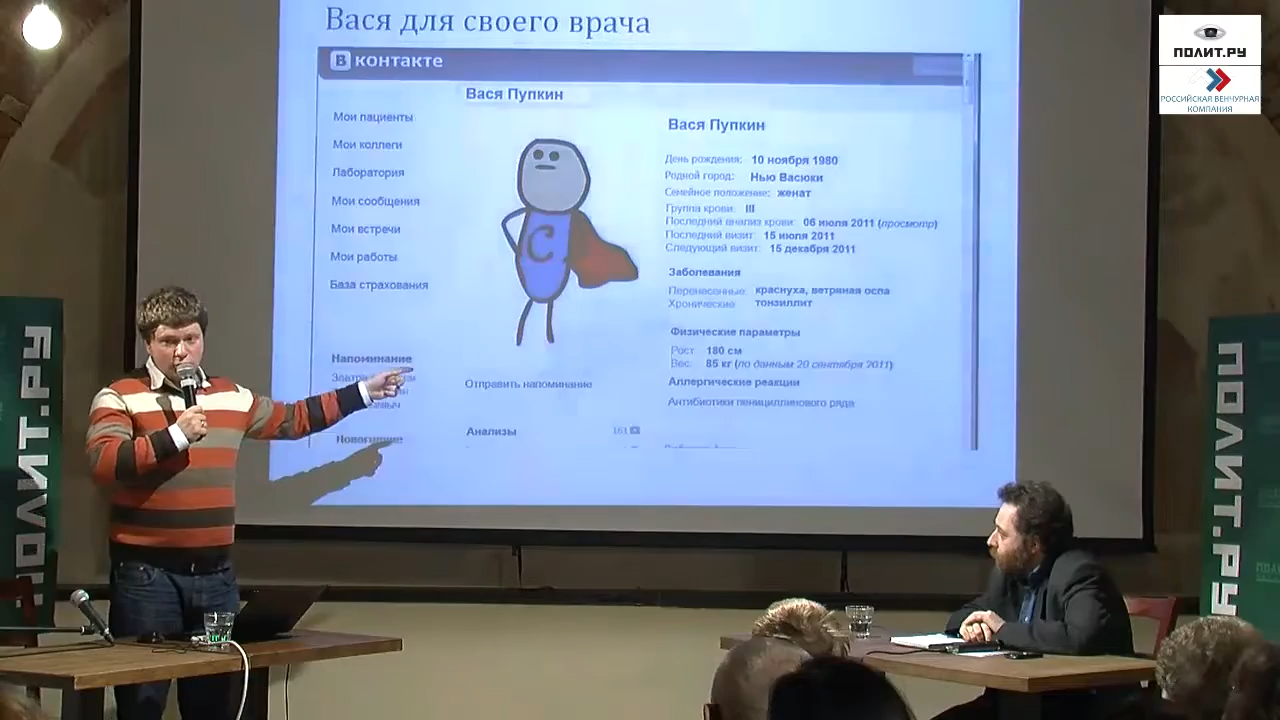 Вася для своего врача
В контакте
Вася Пупкин
Мои пациенты
Мои коллеги
Лаборатория
Мои сообщения
Мои встречи
Мои работы
База страхования
Напоминание
Отправить напоминание
Анализы
161
Вася Пупкин
День рождения: 10 ноября 1980
Родной город: Нью Васюки
Семейное положение: женат
Группа крови: III
Последний анализ крови: 06 июля 2011 (просмотр)
Последний визит: 15 июля 2011
Следующий визит: 15 декабря 2011
Заболевания
Перенесенные: краснуха, ветряная оспа
Хронические: тонзиллит
Физические параметры
Рост: 180 см
Вес: 85 кг (по данным 20 сентября 2011)
Аллергические реакции
Антибиотики пенициллинового ряда
C
ПОЛИТ.РУ
РОССИЙСКАЯ ВЕНЧУРНАЯ
КОМПАНИЯ
ПОЛИТ.РУ
ПОЛИТ.РУ